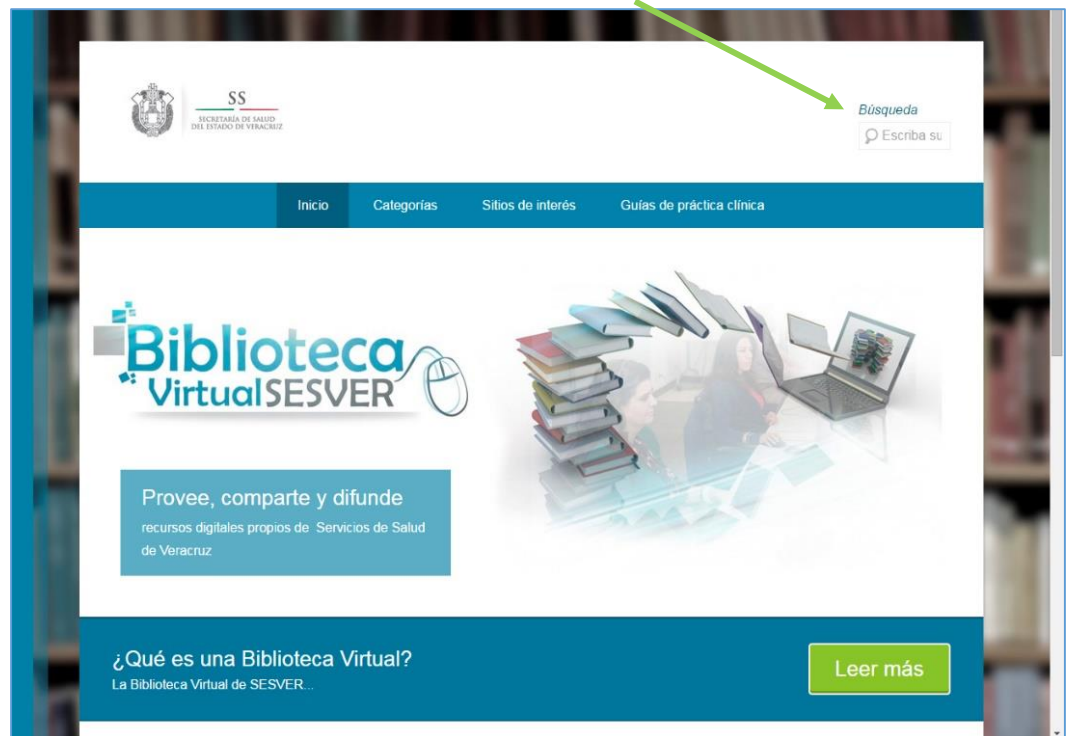 SS
SECRETARÍA DE SALUD
DEL ESTADO DE VERACRUZ
Búsqueda
Escriba su
Inicio Categorías Sitios de interés Guías de práctica clínica
Biblioteca
VirtualSESVER
Provee, comparte y difunde
recursos digitales propios de Servicios de Salud
de Veracruz
¿Qué es una Biblioteca Virtual?
La Biblioteca Virtual de SESVER...
Leer más